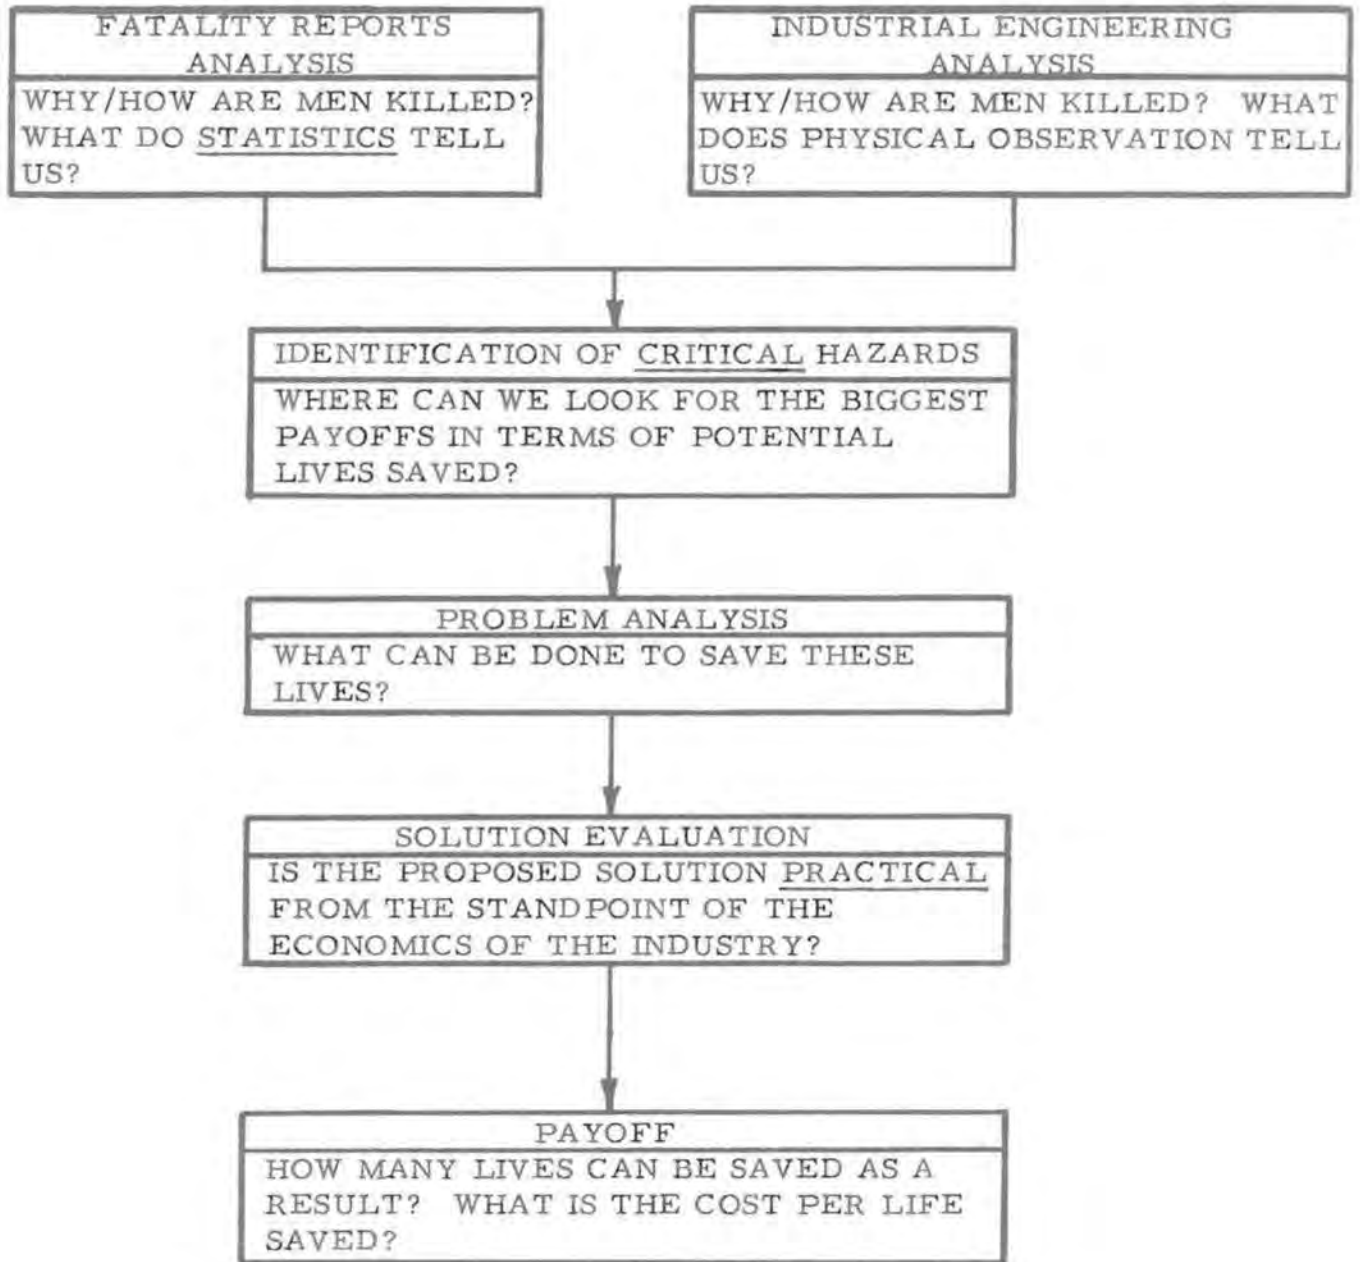 FATALITY REPORTS
ANALYSIS
WHY/HOW ARE MEN KILLED?
WHAT DO STATISTICS TELL
US?
INDUSTRIAL ENGINEERING
ANALYSIS
WHY/HOW ARE MEN KILLED? WHAT
DOES PHYSICAL OBSERVATION TELL
US?
IDENTIFICATION OF CRITICAL HAZARDS
WHERE CAN WE LOOK FOR THE BIGGEST
PAYOFFS IN TERMS OF POTENTIAL
LIVES SAVED?
PROBLEM ANALYSIS
WHAT CAN BE DONE TO SAVE THESE
LIVES?
SOLUTION EVALUATION
IS THE PROPOSED SOLUTION PRACTICAL
FROM THE STANDPOINT OF THE
ECONOMICS OF THE INDUSTRY?
PAYOFF
HOW MANY LIVES CAN BE SAVED AS A
RESULT? WHAT IS THE COST PER LIFE
SAVED?